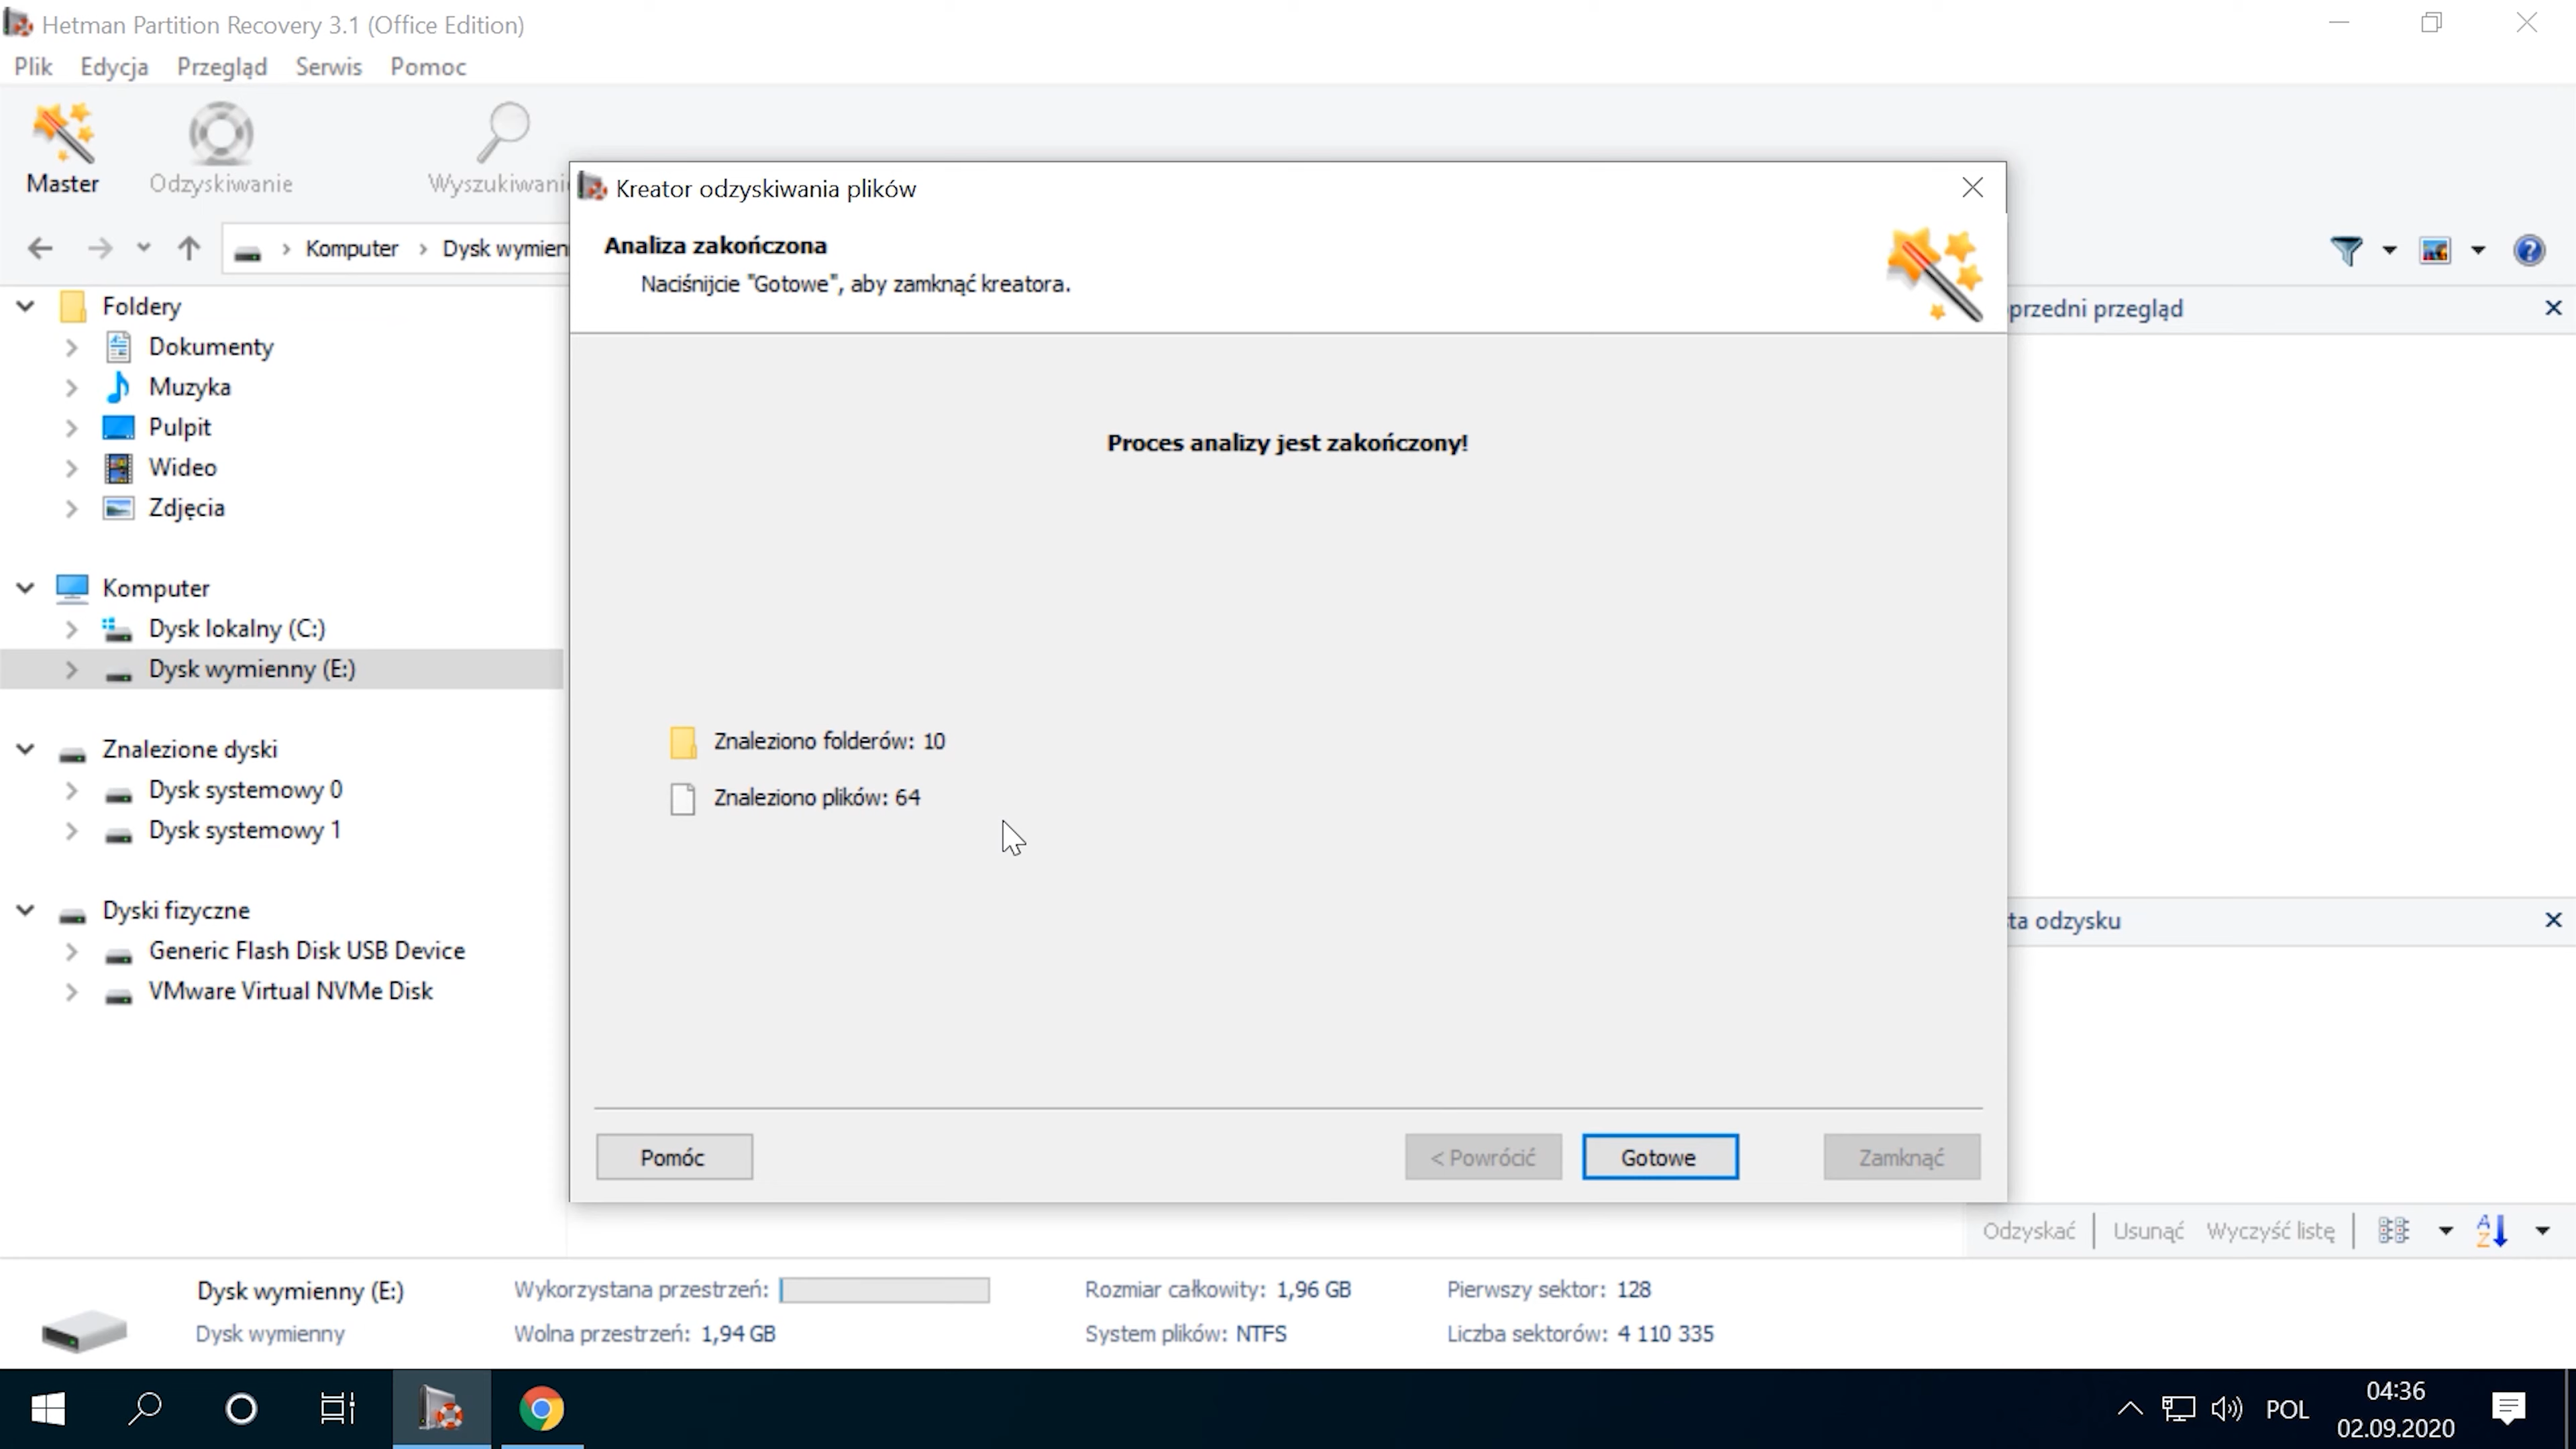 Hetman Partition Recovery 3.1 (Office Edition)
Plik Edycja Przegląd Serwis Pomoc
Master Odzyskiwanie
Komputer Dysk
Foldery
Dokumenty
Muzyka
Pulpit
Wideo
Zdjęcia
Komputer
Dysk lokalny (C:)
Dysk wymienny (E:)
Znalezione dyski
Dysk systemowy 0
Dysk systemowy 1
Dyski fizyczne
Generic Flash Disk USB Device
VMware Virtual NVMe Disk
Kreator odzyskiwania plików
Analiza zakończona
Naciśnijcie "Gotowe", aby zamknąć kreatora.
Proces analizy jest zakończony!
Znaleziono folderów: 10
Znaleziono plików: 64
Pomóc < Powrócić Gotowe Zamknąć
przegląd
odzysku
Odzyskać Usunąć Wyczyść listę
Dysk wymienny (E:)
Dysk wymienny
Wykorzystana przestrzeń:
Wolna przestrzeń: 1,94 GB
Rozmiar całkowity: 1,96 GB
System plików: NTFS
Pierwszy sektor: 128
Liczba sektorów: 4 110 335
POL
04:36
02.09.2020